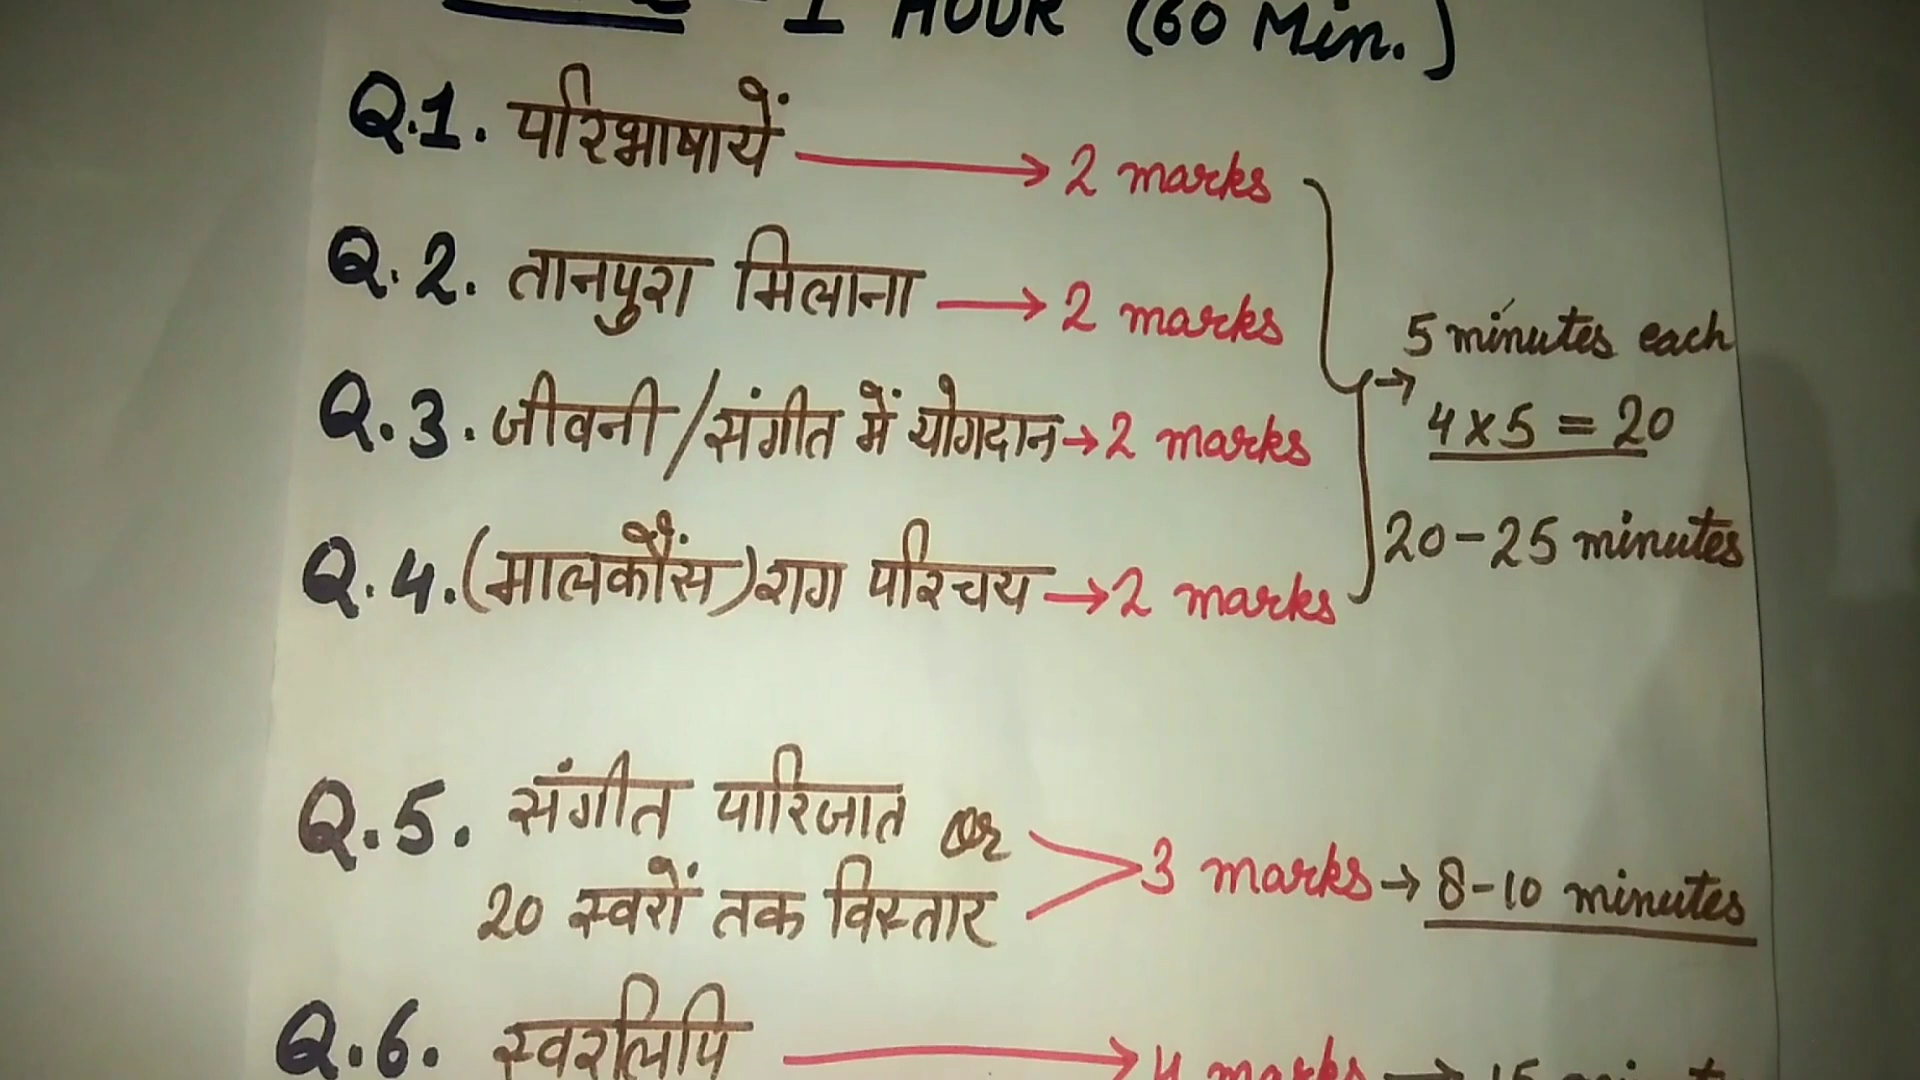 1 HOUR (60 Min.)
Q.1. परिभाषायें → 2 marks
Q.2. तानपुरा मिलाना → 2 marks
5 minutes each
Q.3. जीवनी/संगीत में योगदान → 2 marks
→ 4 x 5 = 20
20-25 minutes
Q.4. (मालकौंस) राग परिचय → 2 marks
Q.5. संगीत पारिजात or
20 स्वरों तक विस्तार
3 marks → 8-10 minutes
Q.6. स्वरलिपि → 4 marks → 15